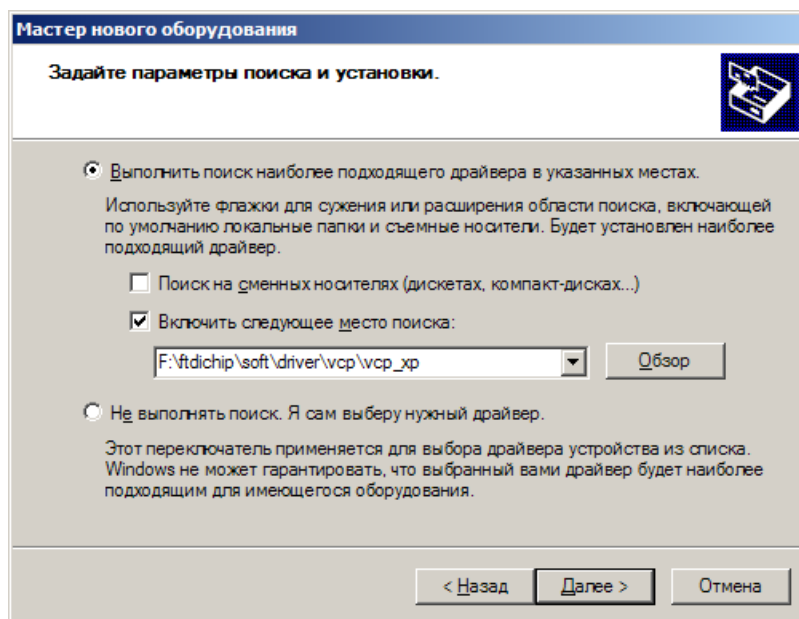 Мастер нового оборудования
Задайте параметры поиска и установки.
Выполнить поиск наиболее подходящего драйвера в указанных местах.
Используйте флажки для сужения или расширения области поиска, включающей
по умолчанию локальные папки и съемные носители. Будет установлен наиболее
подходящий драйвер.
Поиск на сменных носителях (дискетах, компакт-дисках...)
Включить следующее место поиска:
F:\ftdichip\soft\driver\vcp\vcp_xp
Обзор
Не выполнять поиск. Я сам выберу нужный драйвер.
Этот переключатель применяется для выбора драйвера устройства из списка.
Windows не может гарантировать, что выбранный вами драйвер будет наиболее
подходящим для имеющегося оборудования.
< Назад Далее > Отмена